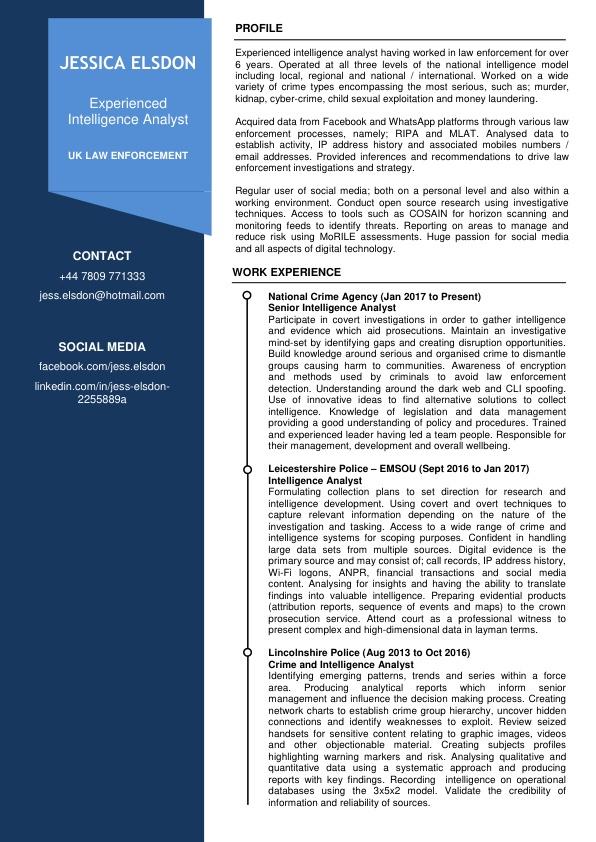 JESSICA ELSDON
Experienced
Intelligence Analyst
UK LAW ENFORCEMENT
CONTACT
+44 7809 771333
jess.elsdon@hotmail.com
SOCIAL MEDIA
facebook.com/jess.elsdon
linkedin.com/in/jess-elsdon-
2255889a
PROFILE
Experienced intelligence analyst having worked in law enforcement for over
6 years. Operated at all three levels of the national intelligence model
including local, regional and national / international. Worked on a wide
variety of crime types encompassing the most serious, such as; murder,
kidnap, cyber-crime, child sexual exploitation and money laundering.
Acquired data from Facebook and WhatsApp platforms through various law
enforcement processes, namely; RIPA and MLAT. Analysed data to
establish activity, IP address history and associated mobiles numbers /
email addresses. Provided inferences and recommendations to drive law
enforcement investigations and strategy.
Regular user of social media; both on a personal level and also within a
working environment. Conduct open source research using investigative
techniques. Access to tools such as COSAIN for horizon scanning and
monitoring feeds to identify threats. Reporting on areas to manage and
reduce risk using MoRILE assessments. Huge passion for social media
and all aspects of digital technology.
WORK EXPERIENCE
National Crime Agency (Jan 2017 to Present)
Senior Intelligence Analyst
Participate in covert investigations in order to gather intelligence
and evidence which aid prosecutions. Maintain an investigative
mind-set by identifying gaps and creating disruption opportunities.
Build knowledge around serious and organised crime to dismantle
groups causing harm to communities. Awareness of encryption
and methods used by criminals to avoid law enforcement
detection. Understanding around the dark web and CLI spoofing.
Use of innovative ideas to find alternative solutions to collect
intelligence. Knowledge of legislation and data management
providing a good understanding of policy and procedures. Trained
and experienced leader having led a team people. Responsible for
their management, development and overall wellbeing.
Leicestershire Police – EMSOU (Sept 2016 to Jan 2017)
Intelligence Analyst
Formulating collection plans to set direction for research and
intelligence development. Using covert and overt techniques to
capture relevant information depending on the nature of the
investigation and tasking. Access to a wide range of crime and
intelligence systems for scoping purposes. Confident in handling
large data sets from multiple sources. Digital evidence is the
primary source and may consist of; call records, IP address history,
Wi-Fi logons, ANPR, financial transactions and social media
content. Analysing for insights and having the ability to translate
findings into valuable intelligence. Preparing evidential products
(attribution reports, sequence of events and maps) to the crown
prosecution service. Attend court as a professional witness to
present complex and high-dimensional data in layman terms.
Lincolnshire Police (Aug 2013 to Oct 2016)
Crime and Intelligence Analyst
Identifying emerging patterns, trends and series within a force
area. Producing analytical reports which inform senior
management and influence the decision making process. Creating
network charts to establish crime group hierarchy, uncover hidden
connections and identify weaknesses to exploit. Review seized
handsets for sensitive content relating to graphic images, videos
and other objectionable material. Creating subjects profiles
highlighting warning markers and risk. Analysing qualitative and
quantitative data using a systematic approach and producing
reports with key findings. Recording intelligence on operational
databases using the 3x5x2 model. Validate the credibility of
information and reliability of sources.